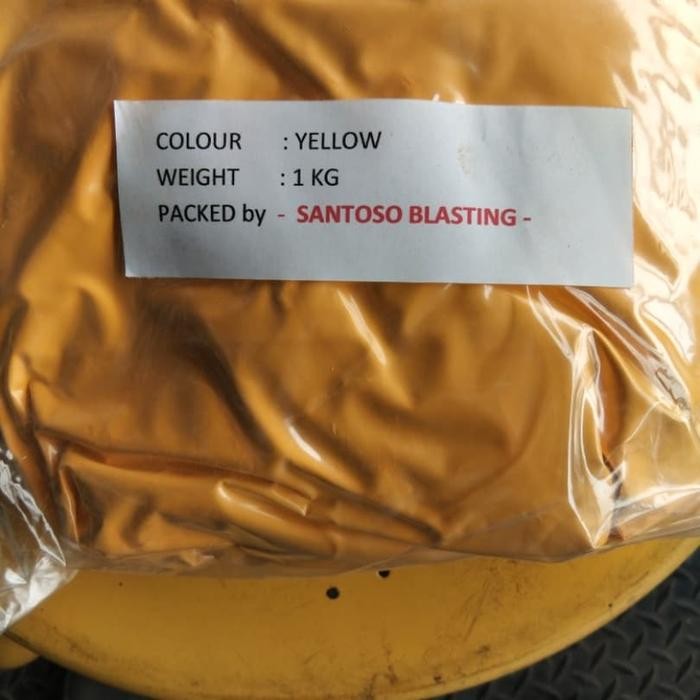 COLOUR : YELLOW
WEIGHT : 1 KG
PACKED by - SANTOSO BLASTING -